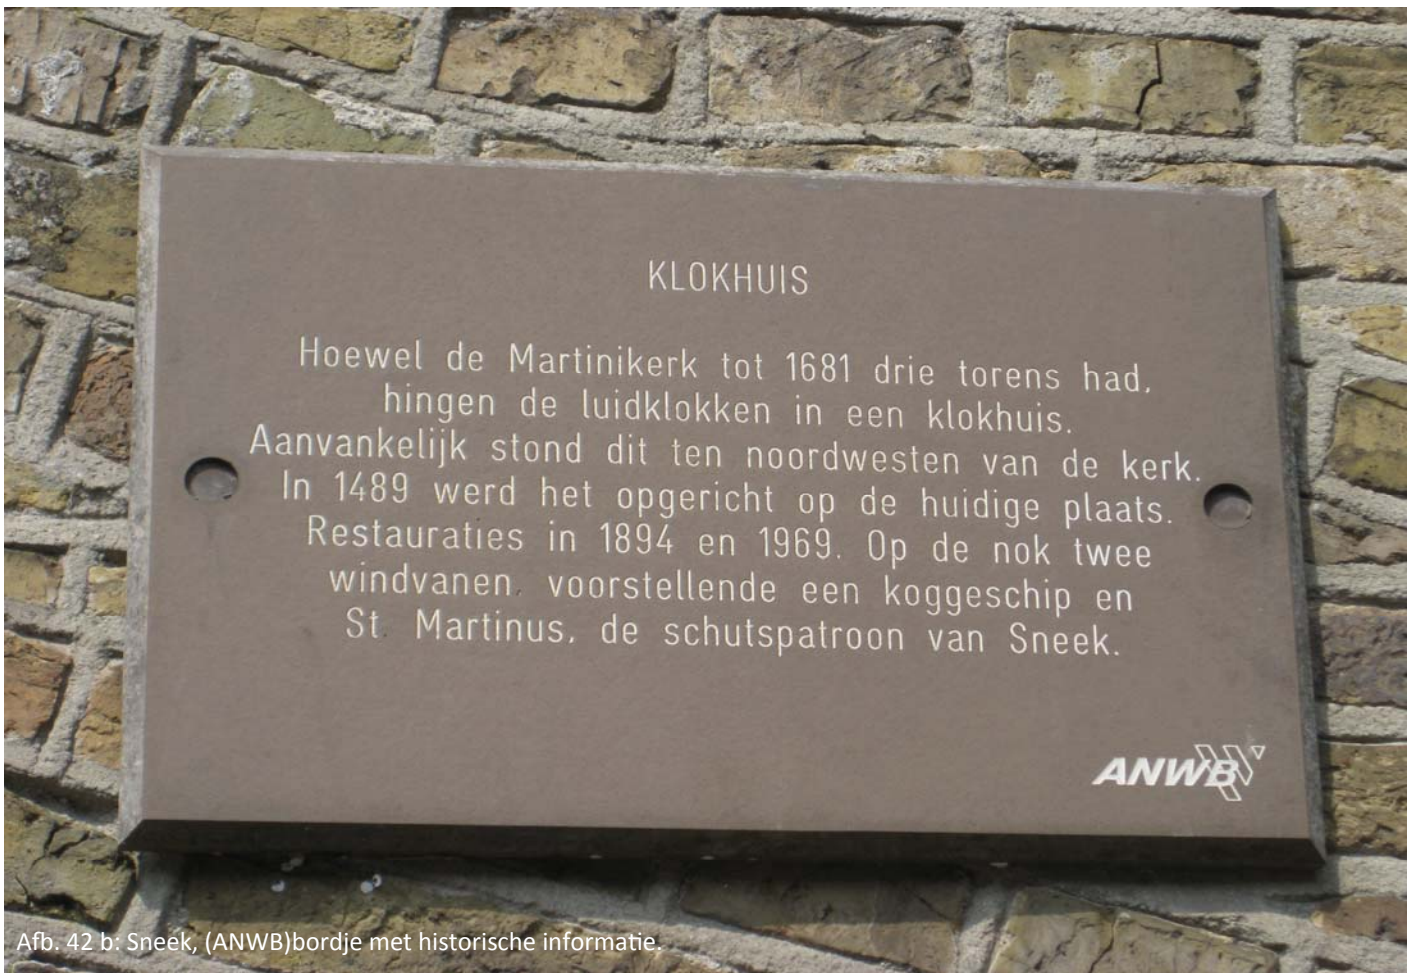 KLOKHUIS
Hoewel de Martinikerk tot 1681 drie torens had,
hingen de luidklokken in een klokhuis.
Aanvankelijk stond dit ten noordwesten van de kerk.
In 1489 werd het opgericht op de huidige plaats.
Restauraties in 1894 en 1969. Op de nok twee
windvanen, voorstellende een koggeschip en
St. Martinus, de schutspatroon van Sneek.
ANWB
Afb. 42 b: Sneek, (ANWB)bordje met historische informatie.